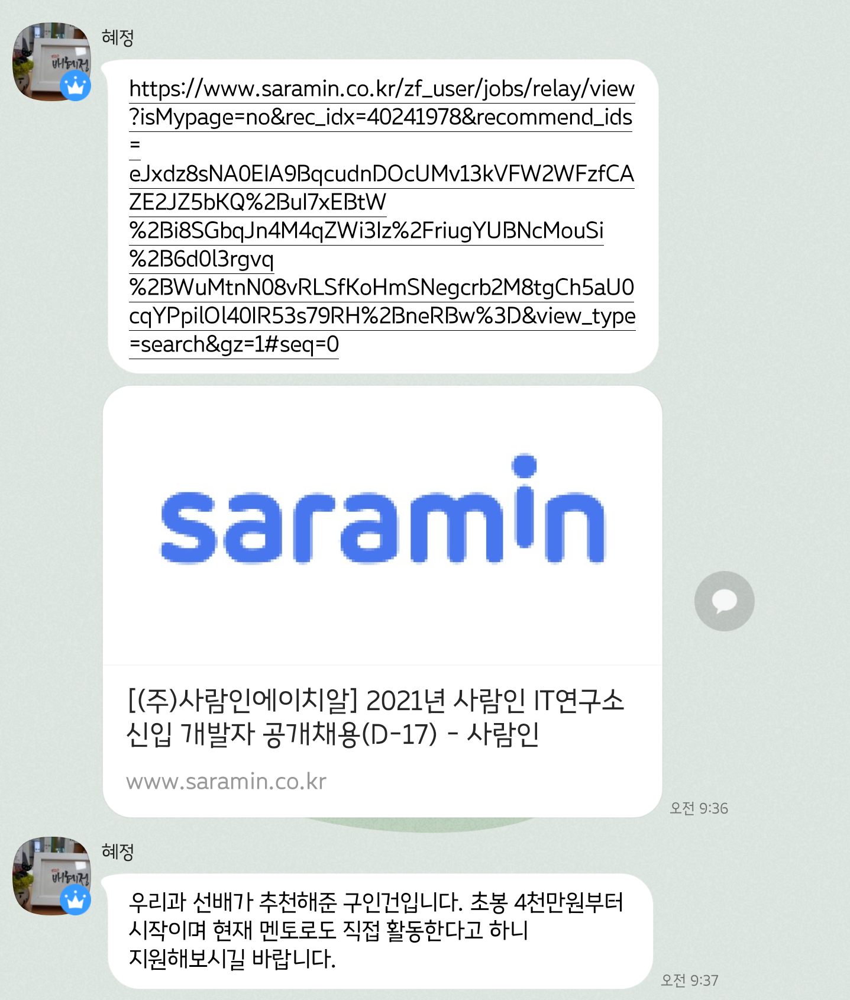 혜정
배혜정
https://www.saramin.co.kr/zf_user/jobs/relay/view
?isMypage=no&rec_idx=40241978&recommend_ids
=
eJxdz8sNA0EIA9BqcudnDOcUMv13kVFW2WFzfCA
ZE2JZ5bKQ%2BuI7xEBtW
%2Bi8SGbqJn4M4qZWi3Iz%2FriugYUBNcMouSi
%2B6d0l3rgvq
%2BWuMtnN08vRLSfKoHmSNegcrb2M8tgCh5aU0
cqYPpilOl40IR53s79RH%2BneRBw%3D&view_type
=search&gz=1#seq=0
saramin
[(주)사람인에이치알] 2021년 사람인 IT연구소
신입 개발자 공개채용(D-17) - 사람인
www.saramin.co.kr
오전 9:36
혜정
배혜정
우리과 선배가 추천해준 구인건입니다. 초봉 4천만원부터
시작이며 현재 멘토로도 직접 활동한다고 하니
지원해보시길 바랍니다.
오전 9:37